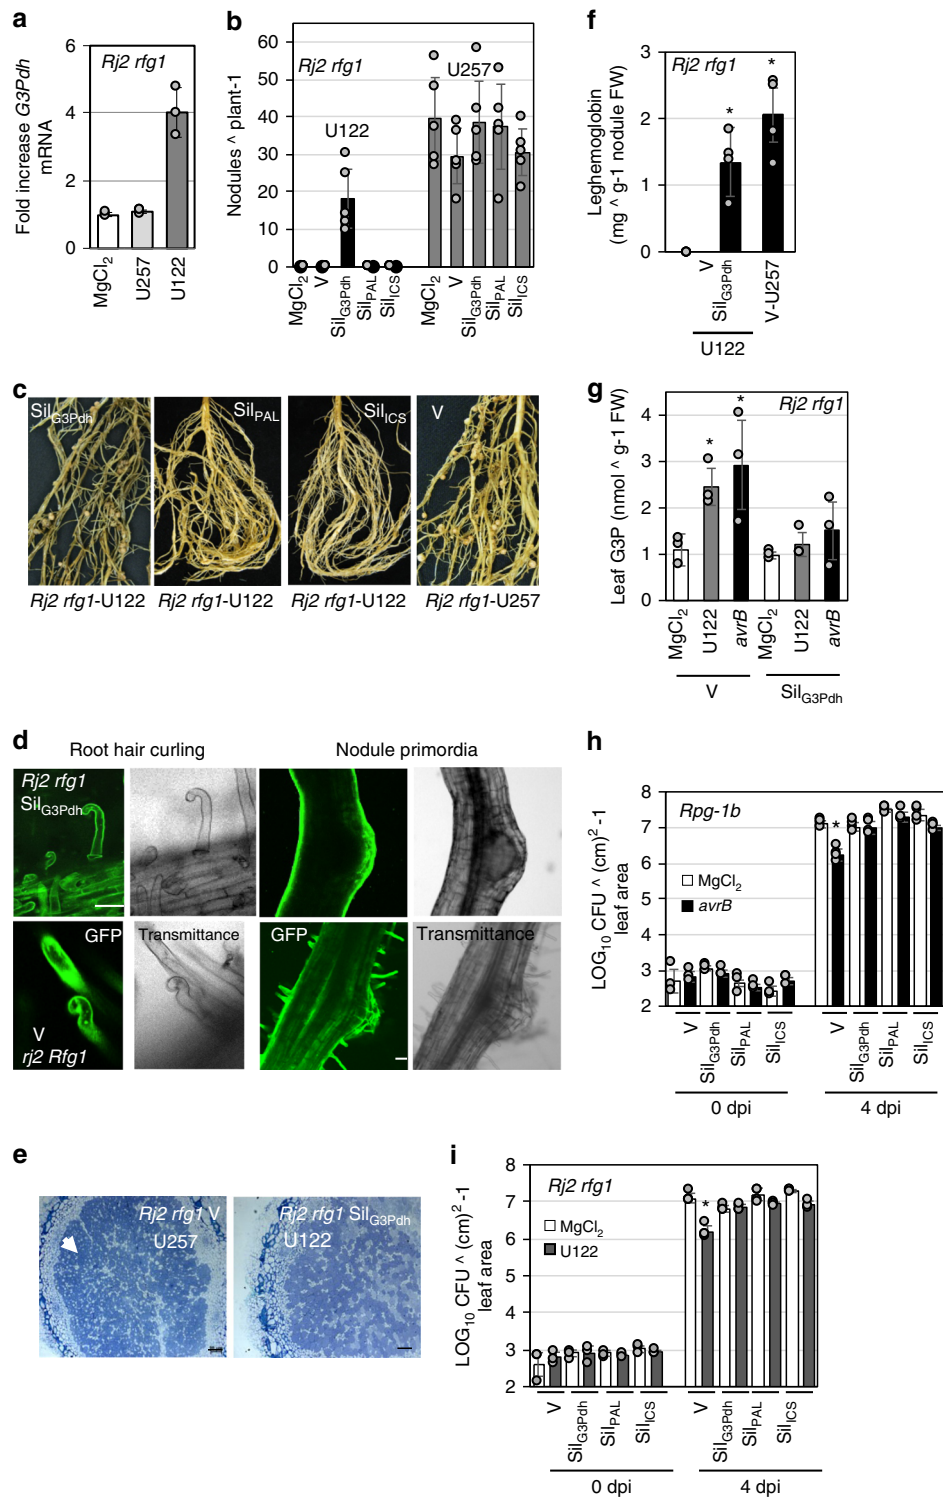 a
Fold increase G3Pdh
mRNA
6
4
2
0
Rj2 rfg1
MgCl2
U257
U122
b
Nodules ^ plant-1
60
50
40
30
20
10
0
Rj2 rfg1
U257
U122
MgCl2
V
SilG3Pdh
SilPAL
SilICS
MgCl2
V
SilG3Pdh
SilPAL
SilICS
f
Leghemoglobin
(mg ^ g-1 nodule FW)
3
2
1
0
Rj2 rfg1
*
*
V
SilG3Pdh
V-U257
U122
c
SilG3Pdh
SilPAL
SilICS
V
Rj2 rfg1-U122
Rj2 rfg1-U122
Rj2 rfg1-U122
Rj2 rfg1-U257
g
Leaf G3P (nmol ^ g-1 FW)
4
3
2
1
0
Rj2 rfg1
*
*
MgCl2
U122
avrB
MgCl2
U122
avrB
V
SilG3Pdh
d
Root hair curling
Nodule primordia
Rj2 rfg1
SilG3Pdh
GFP
Transmittance
GFP
Transmittance
V
rj2 Rfg1
h
LOG10 CFU ^ (cm)2 -1
leaf area
8
7
6
5
4
3
2
Rpg-1b
MgCl2
avrB
*
V
SilG3Pdh
SilPAL
SilICS
V
SilG3Pdh
SilPAL
SilICS
0 dpi
4 dpi
e
Rj2 rfg1 V
U257
Rj2 rfg1 SilG3Pdh
U122
i
LOG10 CFU ^ (cm)2 -1
leaf area
8
7
6
5
4
3
2
Rj2 rfg1
MgCl2
U122
*
V
SilG3Pdh
SilPAL
SilICS
V
SilG3Pdh
SilPAL
SilICS
0 dpi
4 dpi